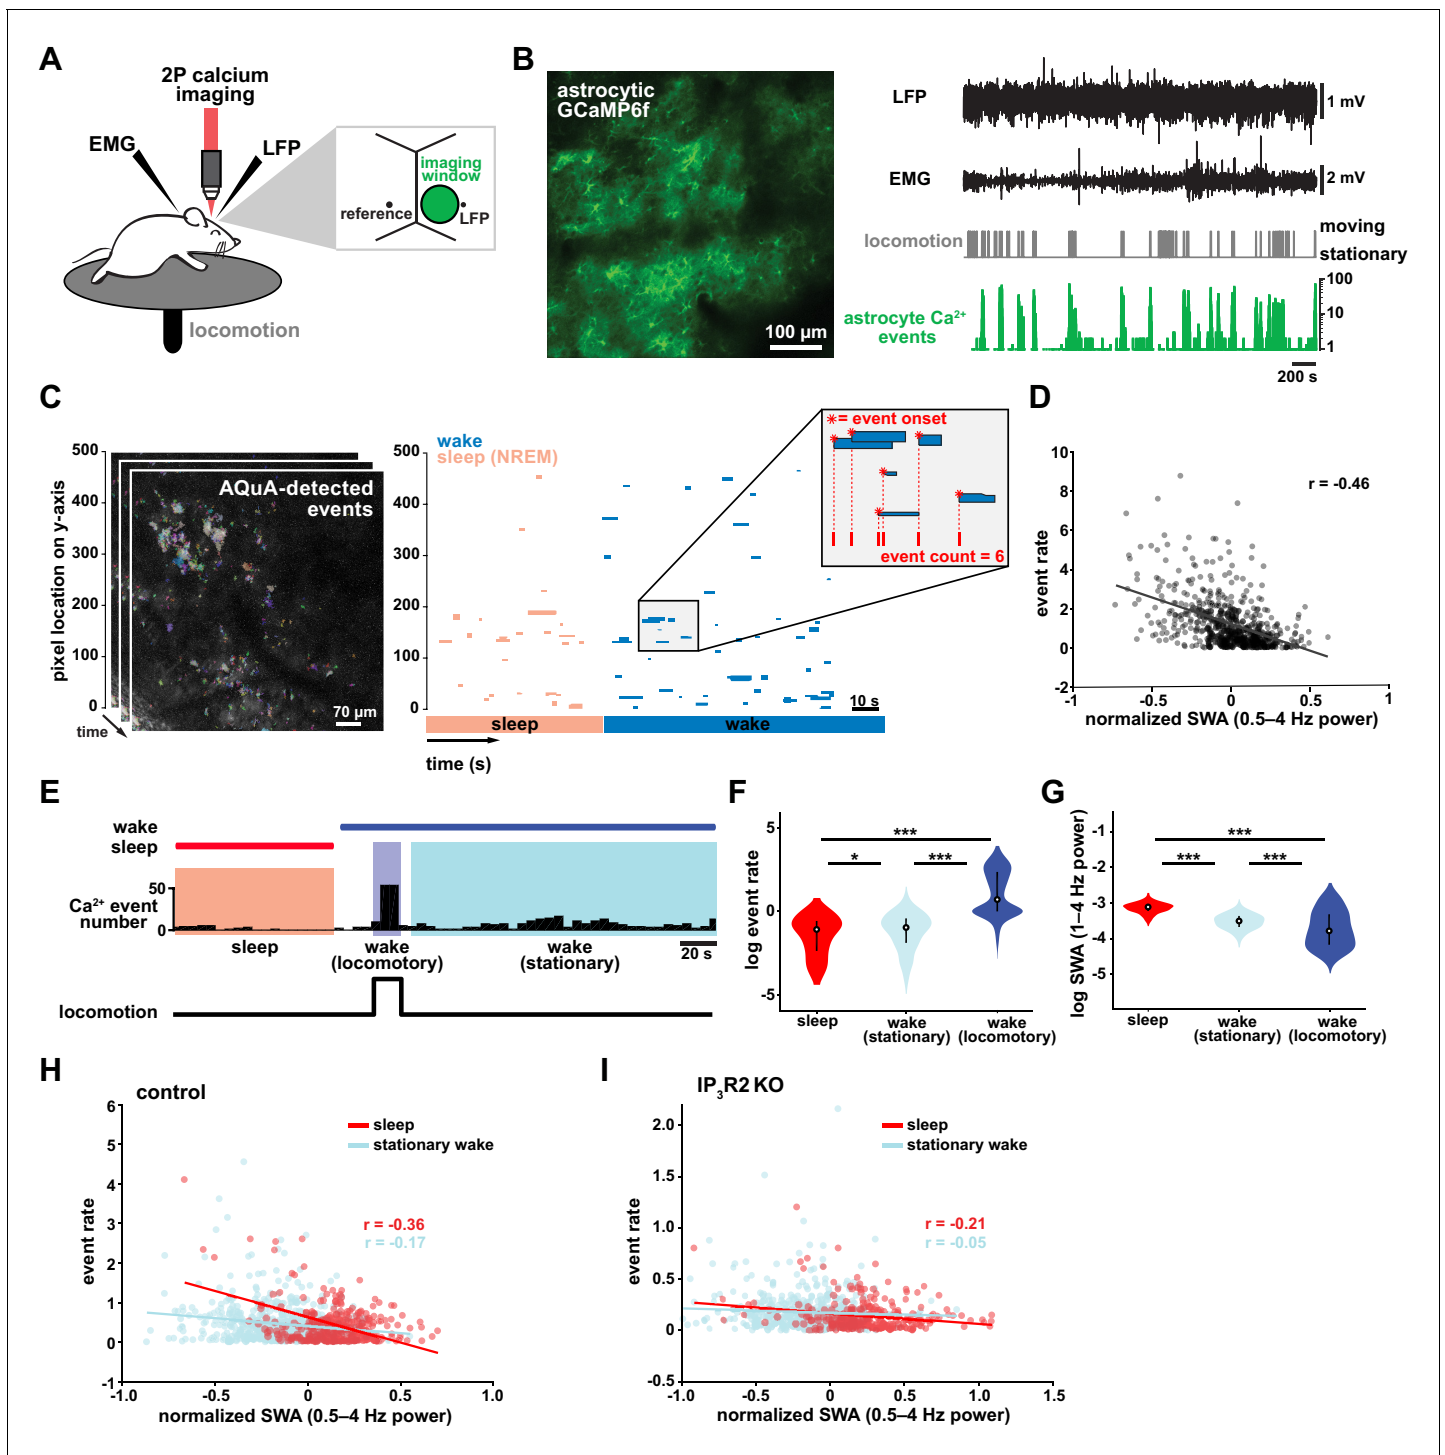 A
2P calcium
imaging
EMG
LFP
imaging
window
reference
LFP
locomotion
B
astrocytic
GCaMP6f
100 µm
LFP
1 mV
EMG
2 mV
locomotion
moving
stationary
astrocyte Ca²⁺
events
100
10
1
200 s
C
pixel location on y-axis
500
400
300
200
100
0
time
AQuA-detected
events
70 µm
wake
sleep (NREM)
500
400
300
200
100
0
✳= event onset
event count = 6
10 s
sleep
wake
time (s)
D
event rate
10
8
6
4
2
0
-2
r = -0.46
-1
-0.5
0
0.5
1
normalized SWA (0.5–4 Hz power)
E
wake
sleep
50
Ca²⁺ event
number
0
sleep
wake
(locomotory)
wake
(stationary)
20 s
locomotion
F
log event rate
5
0
-5
***
*
***
sleep
wake
(stationary)
wake
(locomotory)
G
log SWA (1–4 Hz power)
-1
-2
-3
-4
-5
***
***
***
sleep
wake
(stationary)
wake
(locomotory)
H
control
event rate
6
5
4
3
2
1
0
-1
sleep
stationary wake
r = -0.36
r = -0.17
-1.0
-0.5
0
0.5
1.0
normalized SWA (0.5–4 Hz power)
I
IP₃R2 KO
event rate
2.0
1.5
1.0
0.5
0
-0.5
sleep
stationary wake
r = -0.21
r = -0.05
-1.0
-0.5
0
0.5
1.0
1.5
normalized SWA (0.5–4 Hz power)